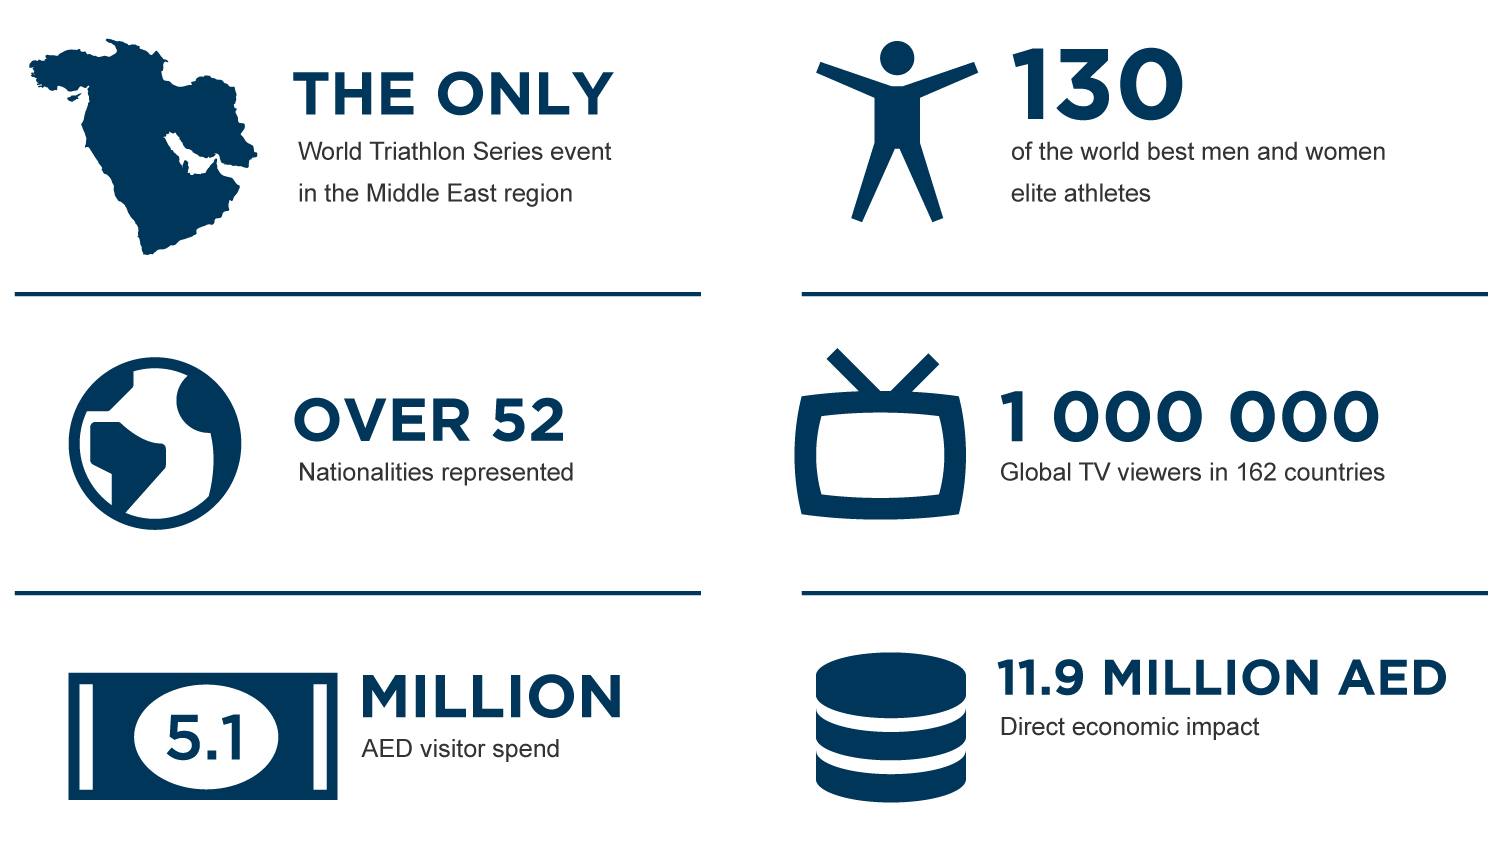 THE ONLY
World Triathlon Series event
in the Middle East region
130
of the world best men and women
elite athletes
OVER 52
Nationalities represented
1 000 000
Global TV viewers in 162 countries
5.1
MILLION
AED visitor spend
11.9 MILLION AED
Direct economic impact